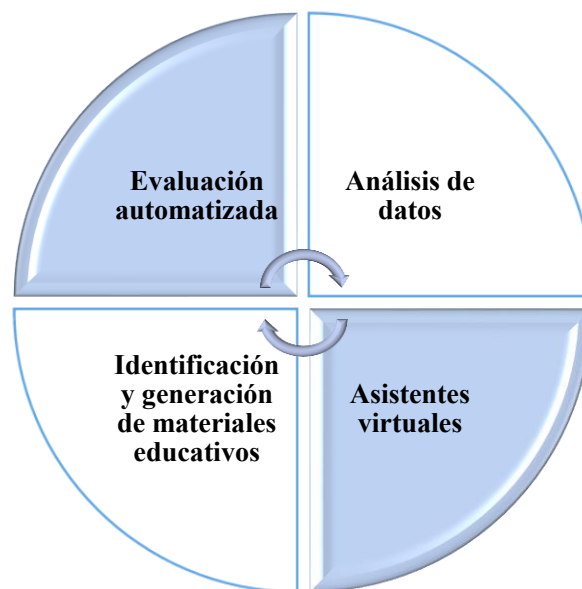 Evaluación
automatizada
Análisis de
datos
Identificación
y generación
de materiales
educativos
Asistentes
virtuales